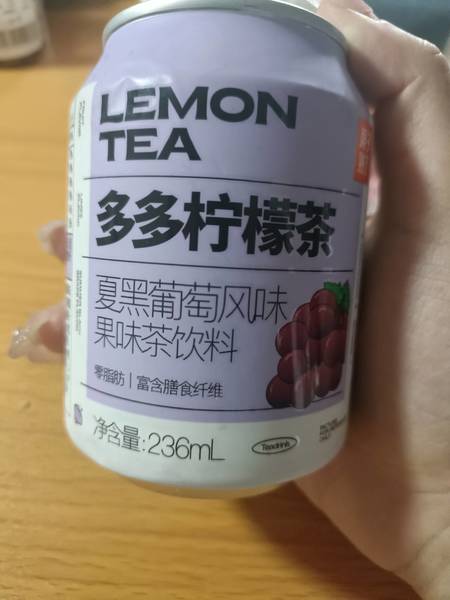 LEMON
TEA
多多柠檬茶
夏黑葡萄风味
果味茶饮料
零脂肪 | 富含膳食纤维
净含量:236mL
Teadrink